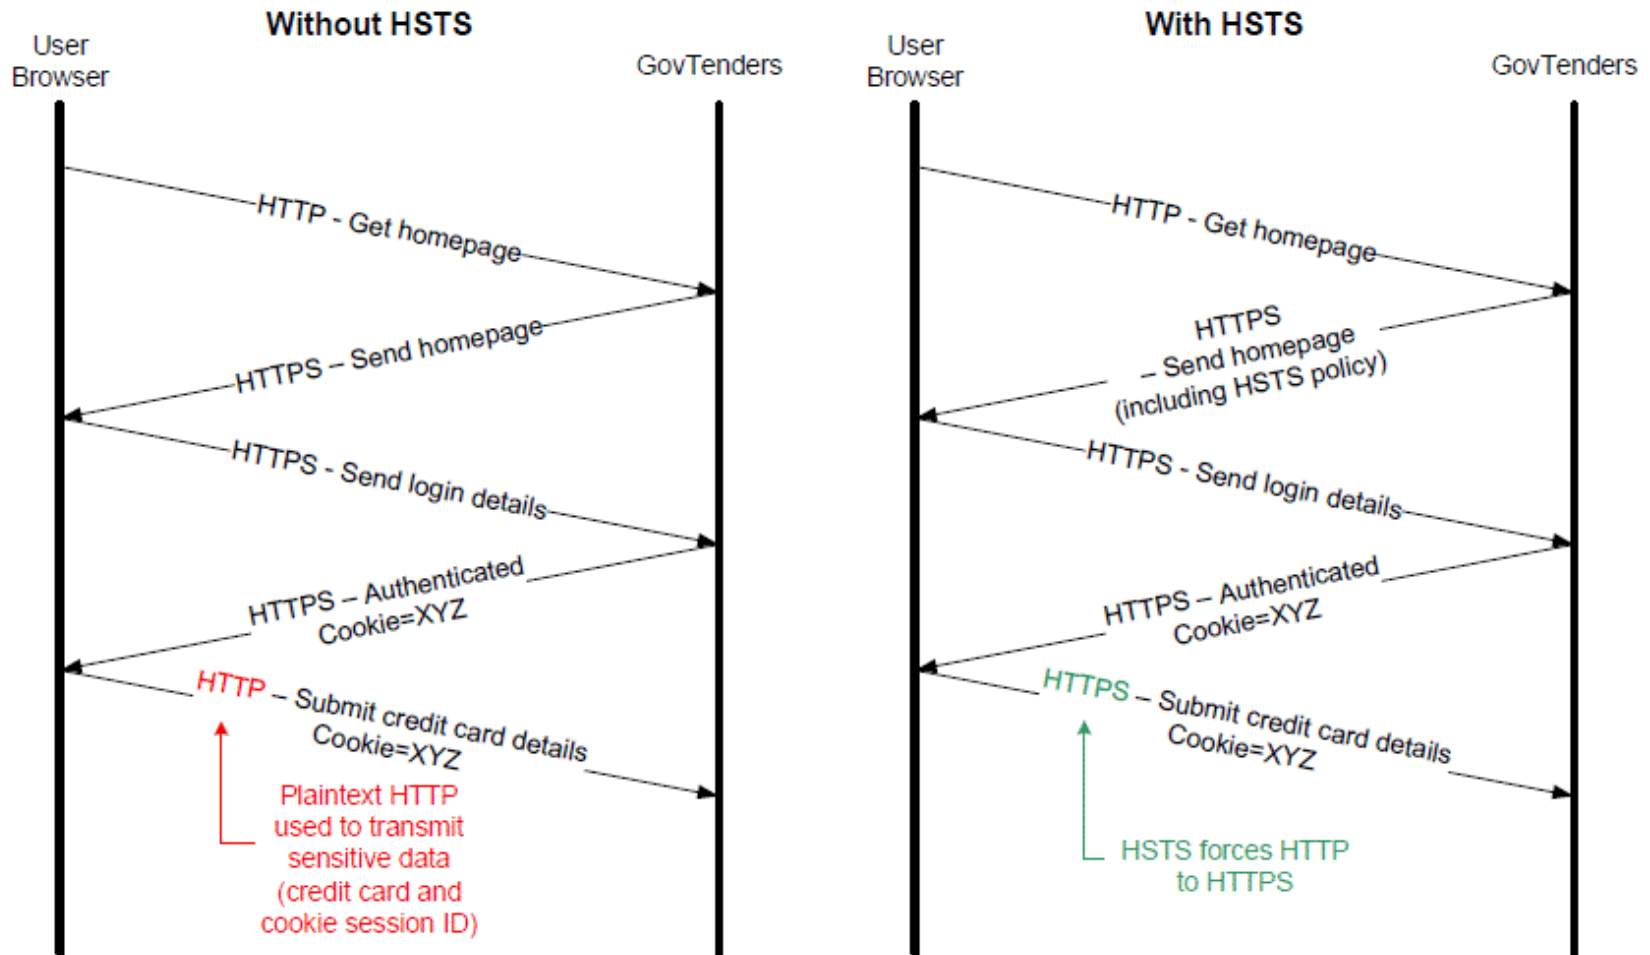 Without HSTS
User
Browser
GovTenders
HTTP - Get homepage
HTTPS – Send homepage
HTTPS - Send login details
HTTPS – Authenticated
Cookie=XYZ
HTTP – Submit credit card details
Cookie=XYZ
Plaintext HTTP
used to transmit
sensitive data
(credit card and
cookie session ID)
With HSTS
User
Browser
GovTenders
HTTP - Get homepage
HTTPS
– Send homepage
(including HSTS policy)
HTTPS - Send login details
HTTPS – Authenticated
Cookie=XYZ
HTTPS – Submit credit card details
Cookie=XYZ
HSTS forces HTTP
to HTTPS